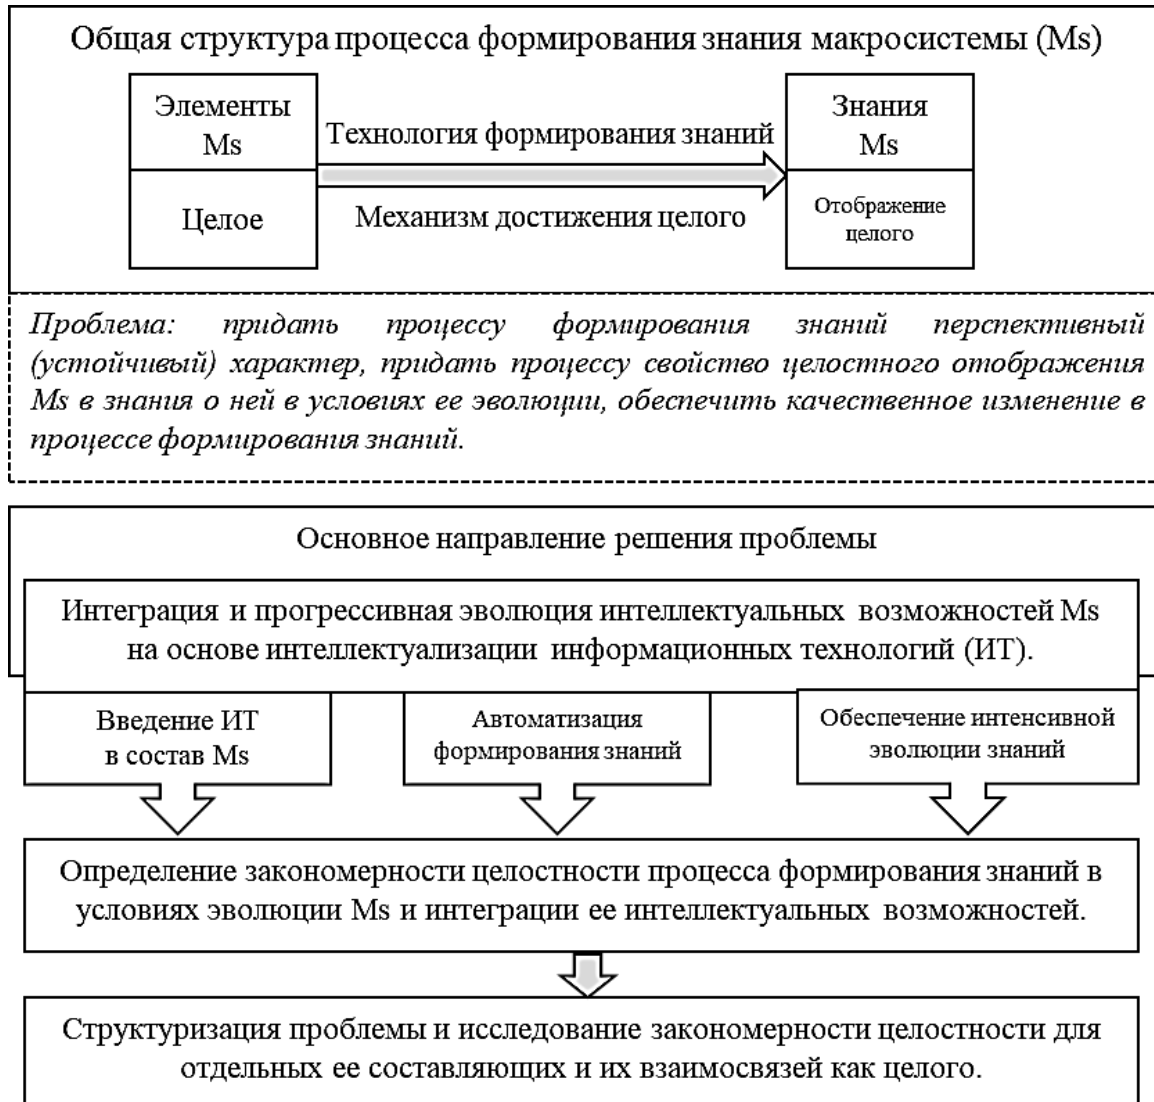 Общая структура процесса формирования знания макросистемы (Ms)
Элементы
Ms
Технология формирования знаний
Знания
Ms
Целое
Механизм достижения целого
Отображение
целого
Проблема: придать процессу формирования знаний перспективный
(устойчивый) характер, придать процессу свойство целостного отображения
Ms в знания о ней в условиях ее эволюции, обеспечить качественное изменение в
процессе формирования знаний.
Основное направление решения проблемы
Интеграция и прогрессивная эволюция интеллектуальных возможностей Ms
на основе интеллектуализации информационных технологий (ИТ).
Введение ИТ
в состав Ms
Автоматизация
формирования знаний
Обеспечение интенсивной
эволюции знаний
Определение закономерности целостности процесса формирования знаний в
условиях эволюции Ms и интеграции ее интеллектуальных возможностей.
Структуризация проблемы и исследование закономерности целостности для
отдельных ее составляющих и их взаимосвязей как целого.